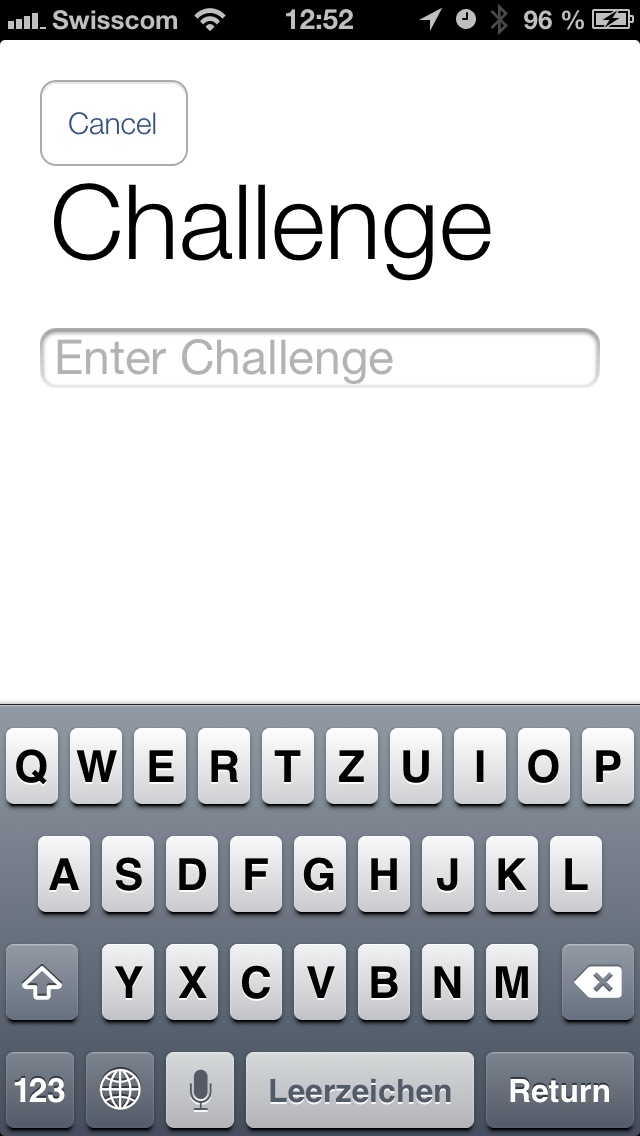 Swisscom 12:52 96 %
Cancel
Challenge
Enter Challenge
Q W E R T Z U I O P
A S D F G H J K L
Y X C V B N M
123 Leerzeichen Return